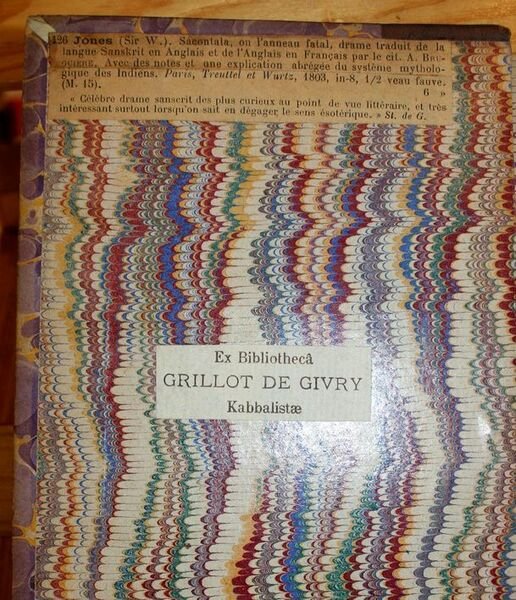 126 Jones (Sir W.). Sacontala, ou l'anneau fatal, drame traduit de la
langue Sanskrit en Anglais et de l'Anglais en Français par le cit. A. BRU-
GUIERE. Avec des notes et une explication abrégée du système mytholo-
gique des Indiens. Paris, Treuttel et Wurtz, 1803, in-8, 1/2 veau fauve.
(M. 15). 6 »
« Célèbre drame sanscrit des plus curieux au point de vue littéraire, et très
intéressant surtout lorsqu'on sait en dégager le sens ésotérique. » St. de G.
Ex Bibliothecâ
GRILLOT DE GIVRY
Kabbalistæ